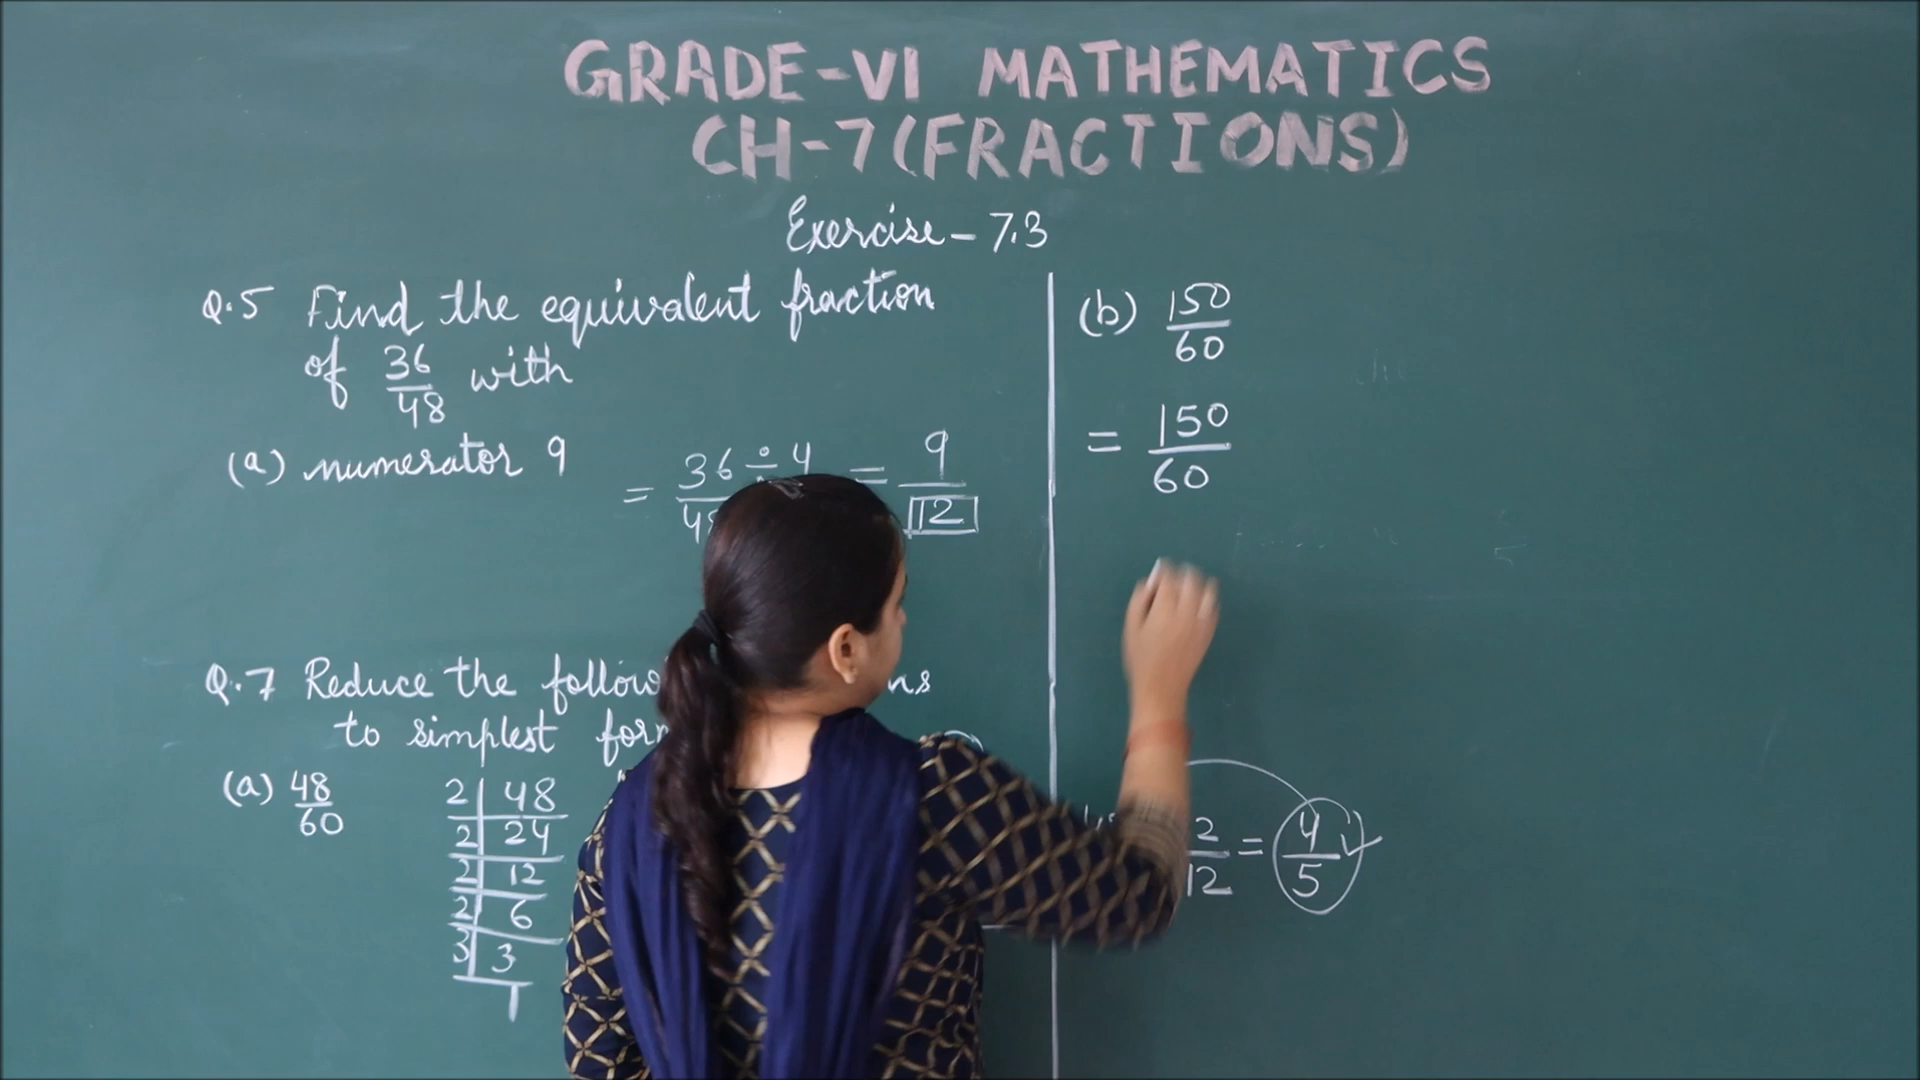 GRADE-VI MATHEMATICS
CH-7 (FRACTIONS)
Exercise - 7.3
Q.5 Find the equivalent fraction
of 36/48 with
(a) numerator 9
= 36 ÷ 4 = 9/12
Q.7 Reduce the
to simplest
(a) 48/60
2 | 48
2 | 24
2 | 12
2 | 6
3 | 3
1
(b) 150/60
= 150/60
2/12 = 4/5